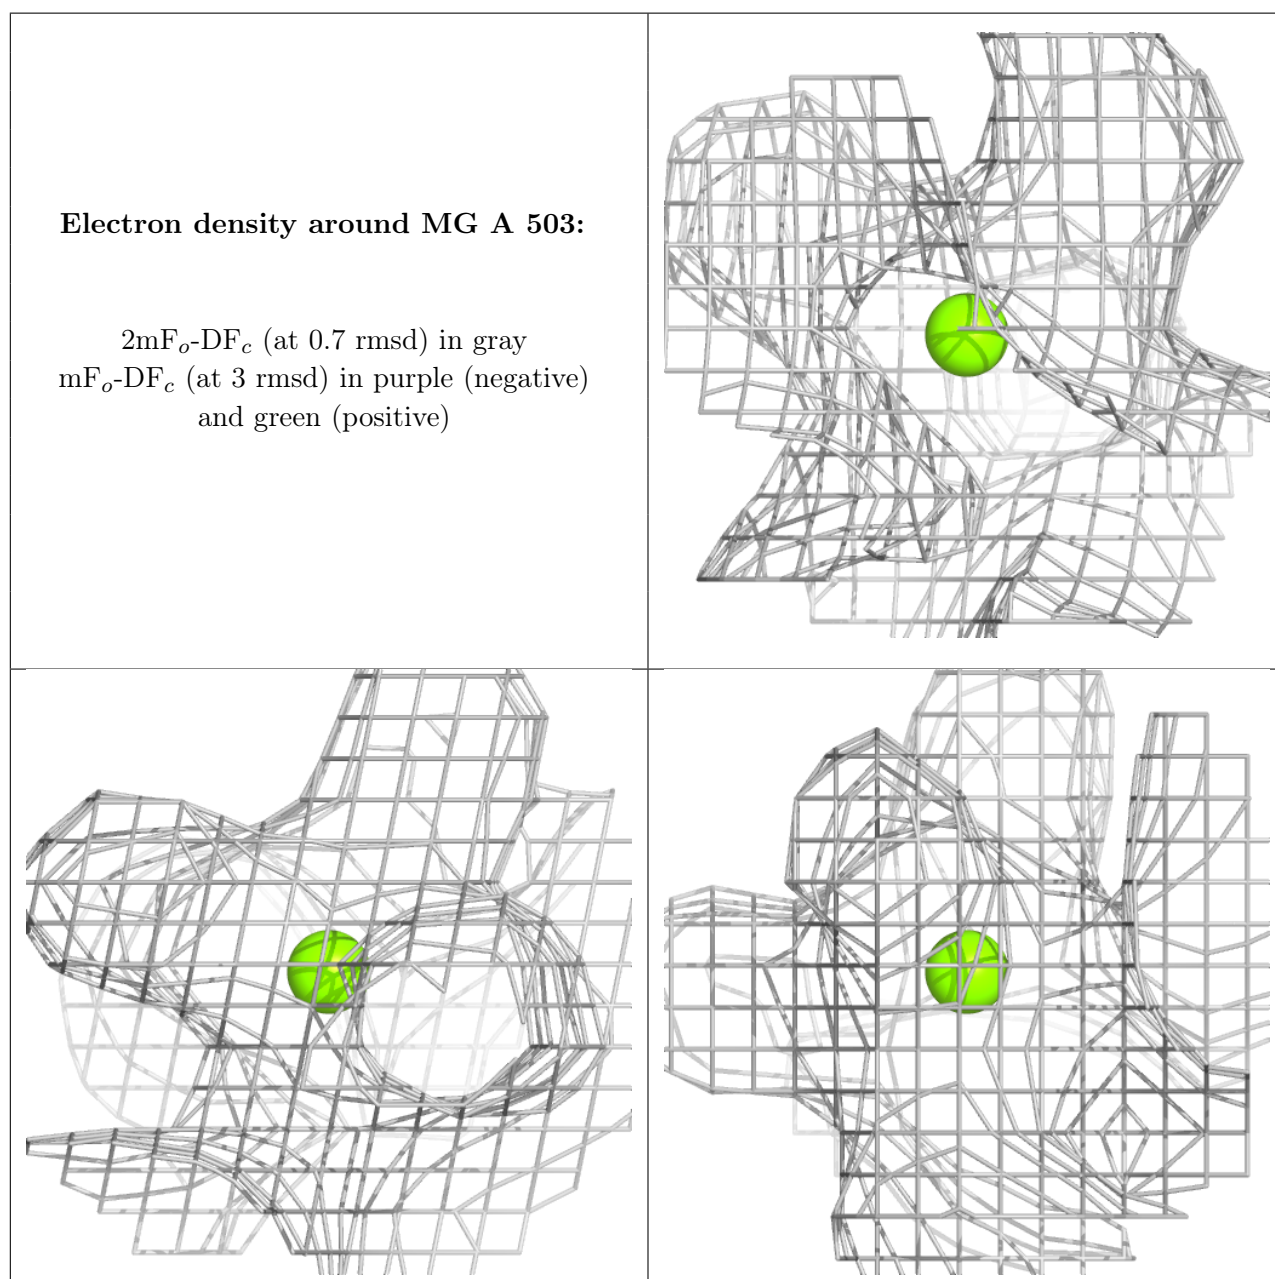 Electron density around MG A 503:
2mFo-DFc (at 0.7 rmsd) in gray
mFo-DFc (at 3 rmsd) in purple (negative)
and green (positive)